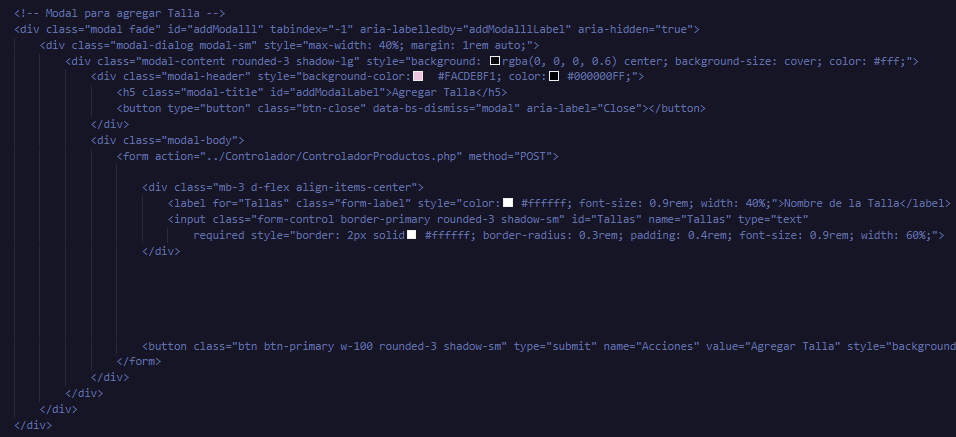 <!-- Modal para agregar Talla -->
<div class="modal fade" id="addModalll" tabindex="-1" aria-labelledby="addModalllLabel" aria-hidden="true">
<div class="modal-dialog modal-sm" style="max-width: 40%; margin: 1rem auto;">
<div class="modal-content rounded-3 shadow-lg" style="background: rgba(0, 0, 0, 0.6) center; background-size: cover; color: #fff;">
<div class="modal-header" style="background-color: #FACDEBF1; color: #000000FF;">
<h5 class="modal-title" id="addModalLabel">Agregar Talla</h5>
<button type="button" class="btn-close" data-bs-dismiss="modal" aria-label="Close"></button>
</div>
<div class="modal-body">
<form action="../Controlador/ControladorProductos.php" method="POST">
<div class="mb-3 d-flex align-items-center">
<label for="Tallas" class="form-label" style="color: #ffffff; font-size: 0.9rem; width: 40%;">Nombre de la Talla</label>
<input class="form-control border-primary rounded-3 shadow-sm" id="Tallas" name="Tallas" type="text"
required style="border: 2px solid #ffffff; border-radius: 0.3rem; padding: 0.4rem; font-size: 0.9rem; width: 60%;">
</div>
<button class="btn btn-primary w-100 rounded-3 shadow-sm" type="submit" name="Acciones" value="Agregar Talla" style="background
</form>
</div>
</div>
</div>
</div>